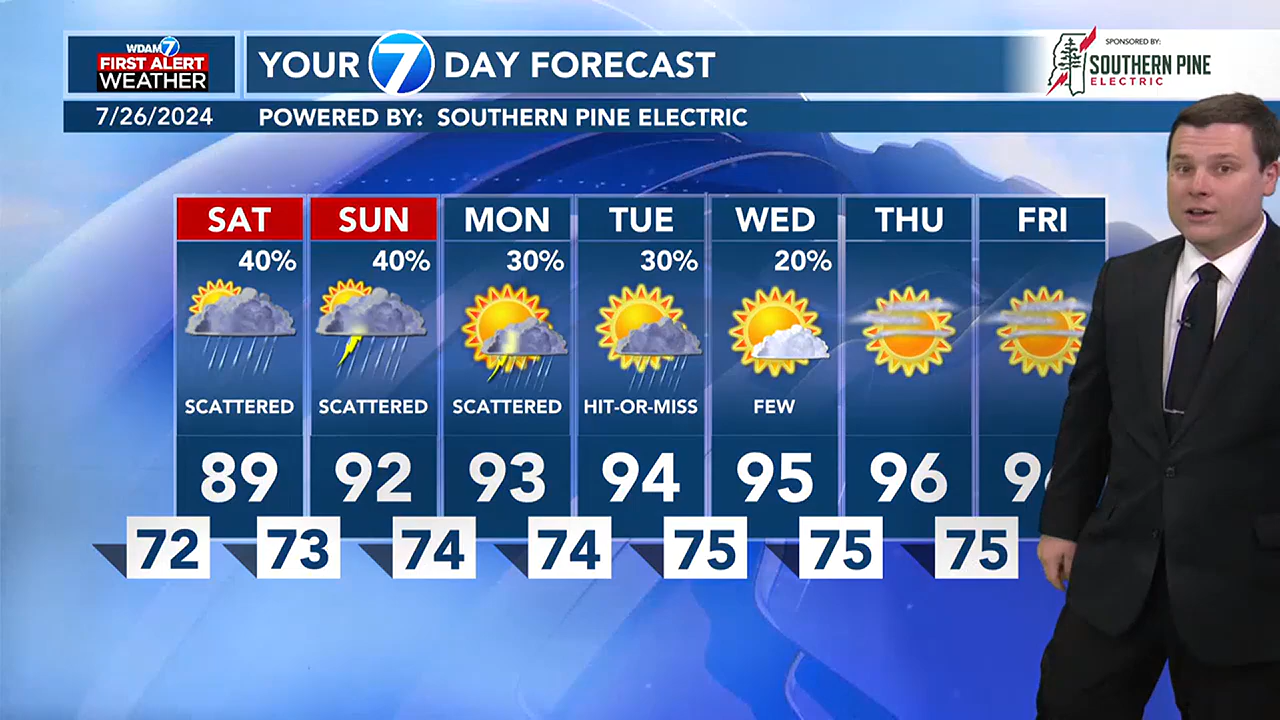 WDAM 7
FIRST ALERT
WEATHER
YOUR 7 DAY FORECAST
SPONSORED BY:
SOUTHERN PINE
ELECTRIC
7/26/2024
POWERED BY: SOUTHERN PINE ELECTRIC
SAT SUN MON TUE WED THU FRI
40% 40% 30% 30% 20%
SCATTERED SCATTERED SCATTERED HIT-OR-MISS FEW
89 92 93 94 95 96
72 73 74 74 75 75 75